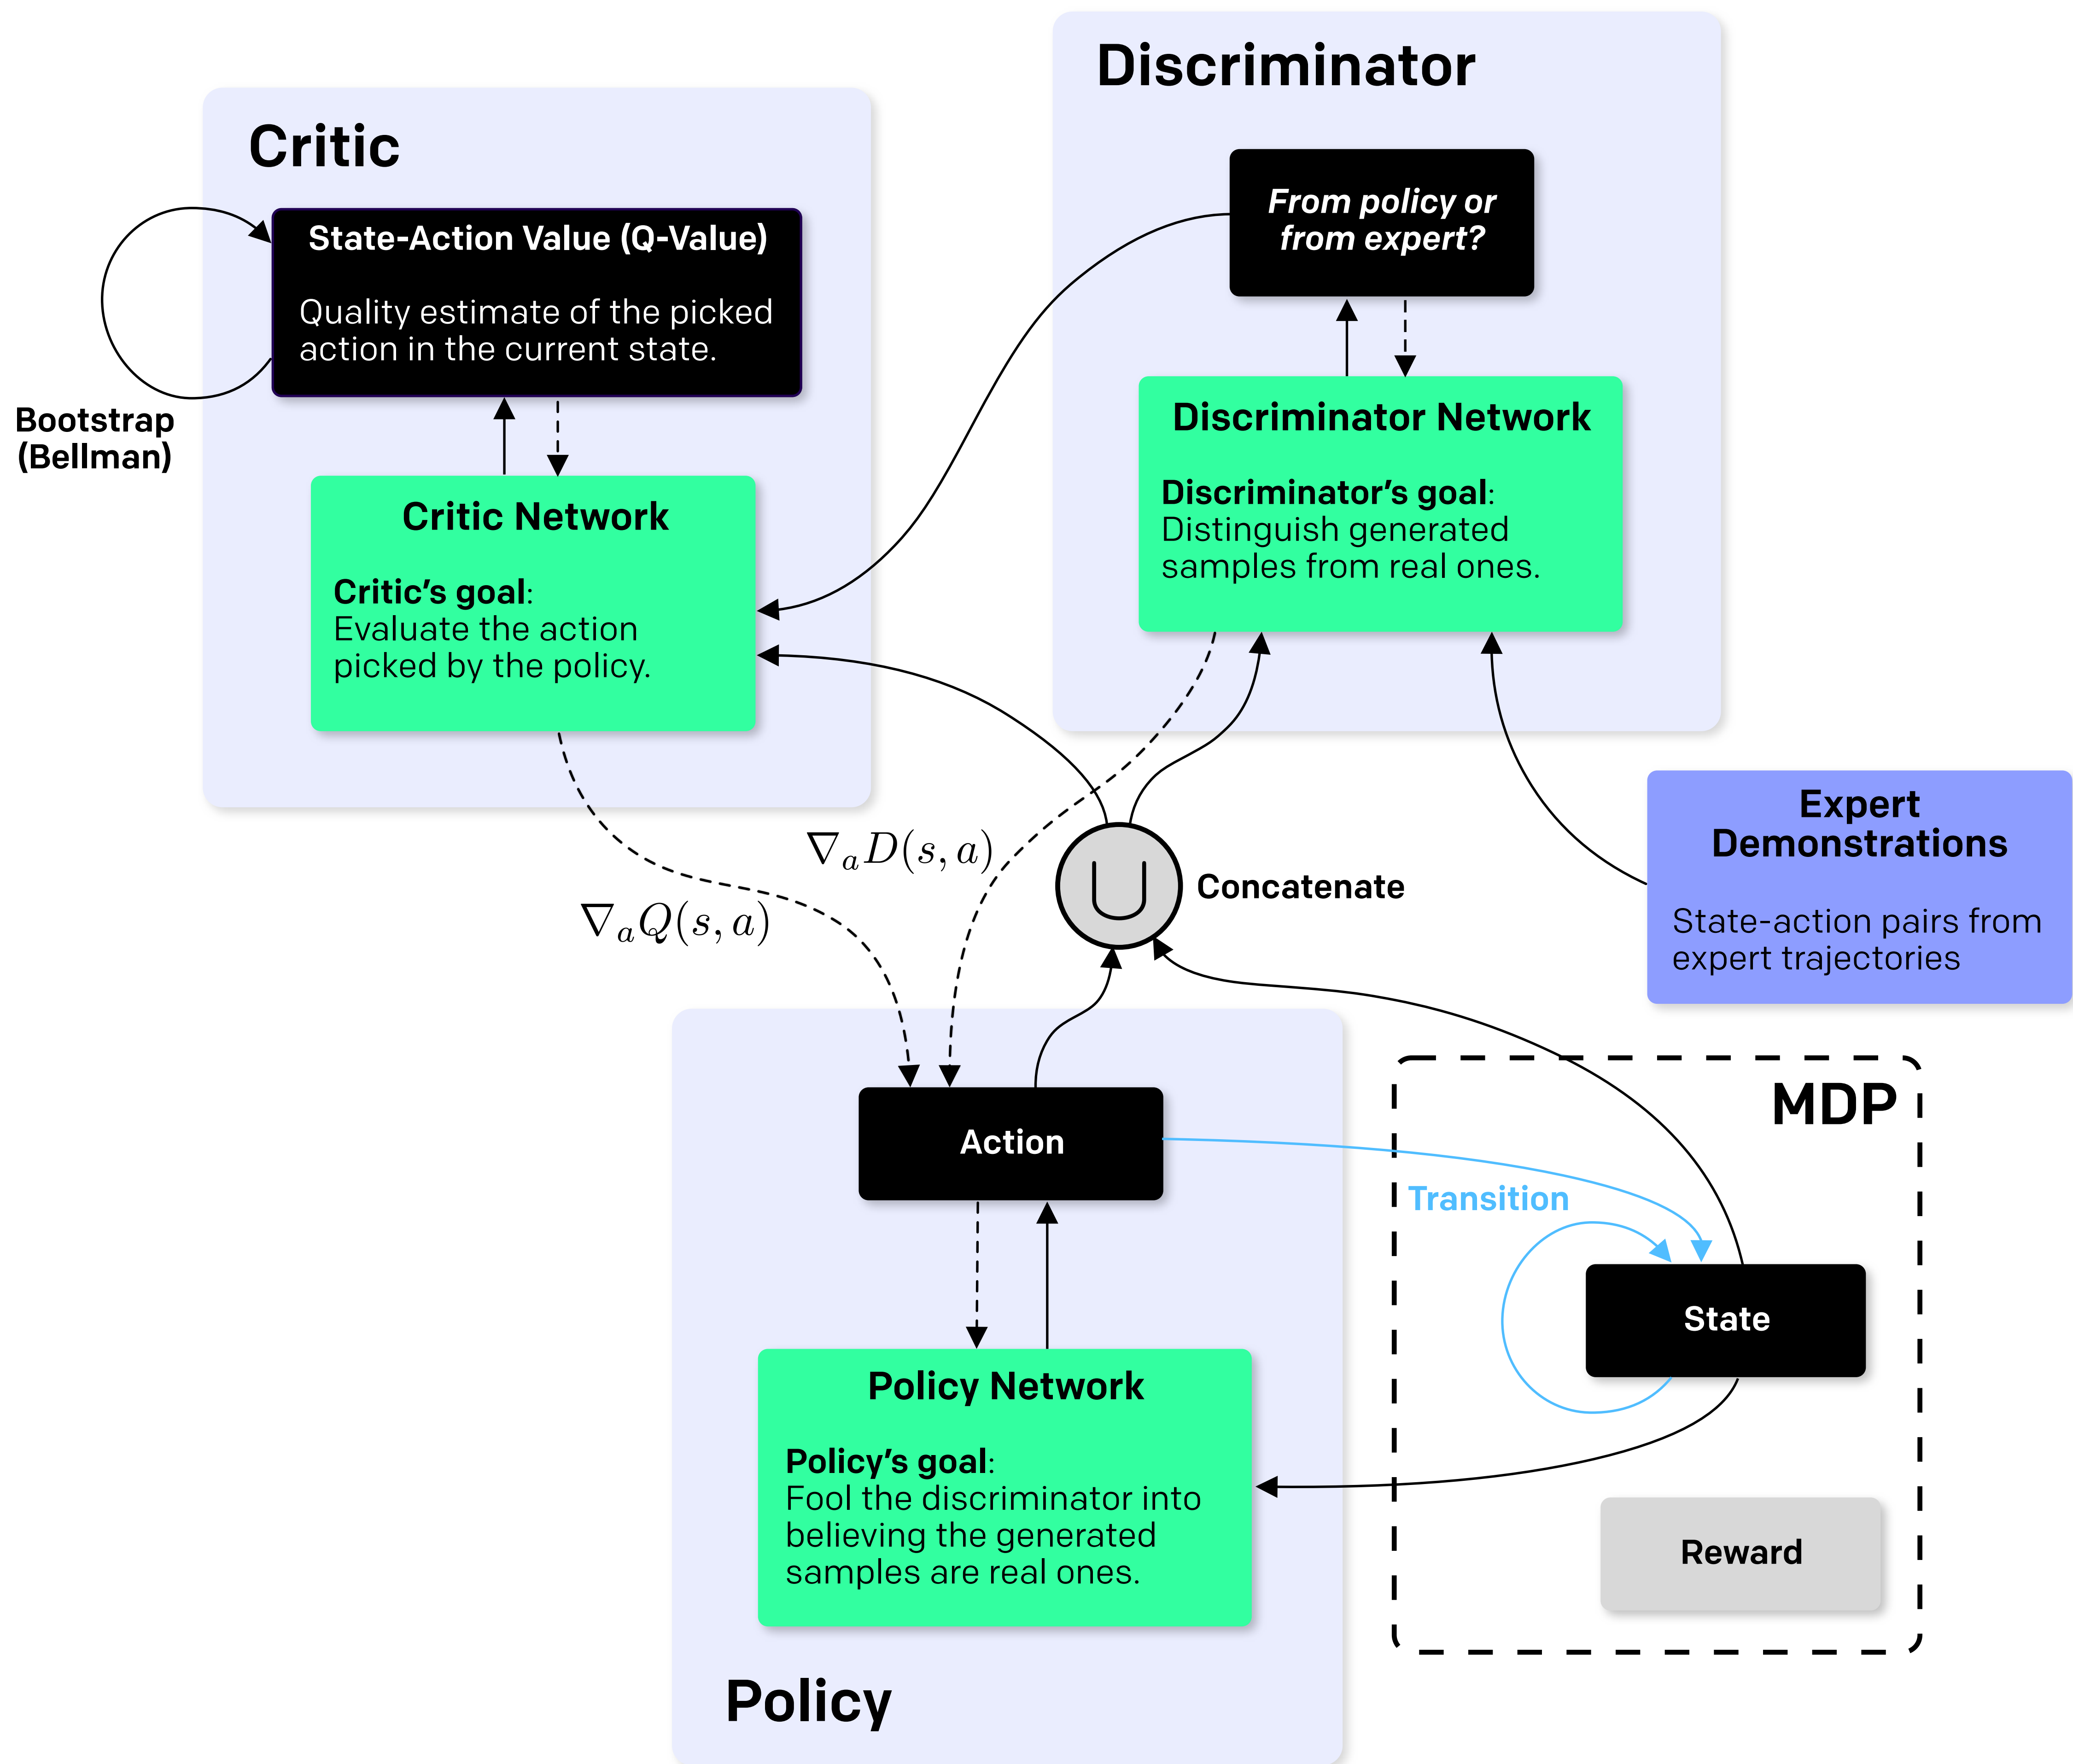 Discriminator
From policy or
from expert?
Discriminator Network
Discriminator's goal:
Distinguish generated
samples from real ones.
Critic
State-Action Value (Q-Value)
Quality estimate of the picked
action in the current state.
Bootstrap
(Bellman)
Critic Network
Critic's goal:
Evaluate the action
picked by the policy.
∇ₐD(s, a)
∇ₐQ(s, a)
∪
Concatenate
Expert
Demonstrations
State-action pairs from
expert trajectories
Action
Policy Network
Policy's goal:
Fool the discriminator into
believing the generated
samples are real ones.
Policy
MDP
Transition
State
Reward